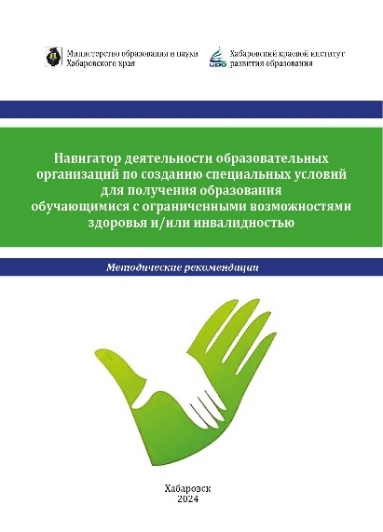 Министерство образования и науки
Хабаровского края
Хабаровский краевой институт
развития образования
Навигатор деятельности образовательных
организаций по созданию специальных условий
для получения образования
обучающимися с ограниченными возможностями
здоровья и/или инвалидностью
Методические рекомендации
Хабаровск
2024